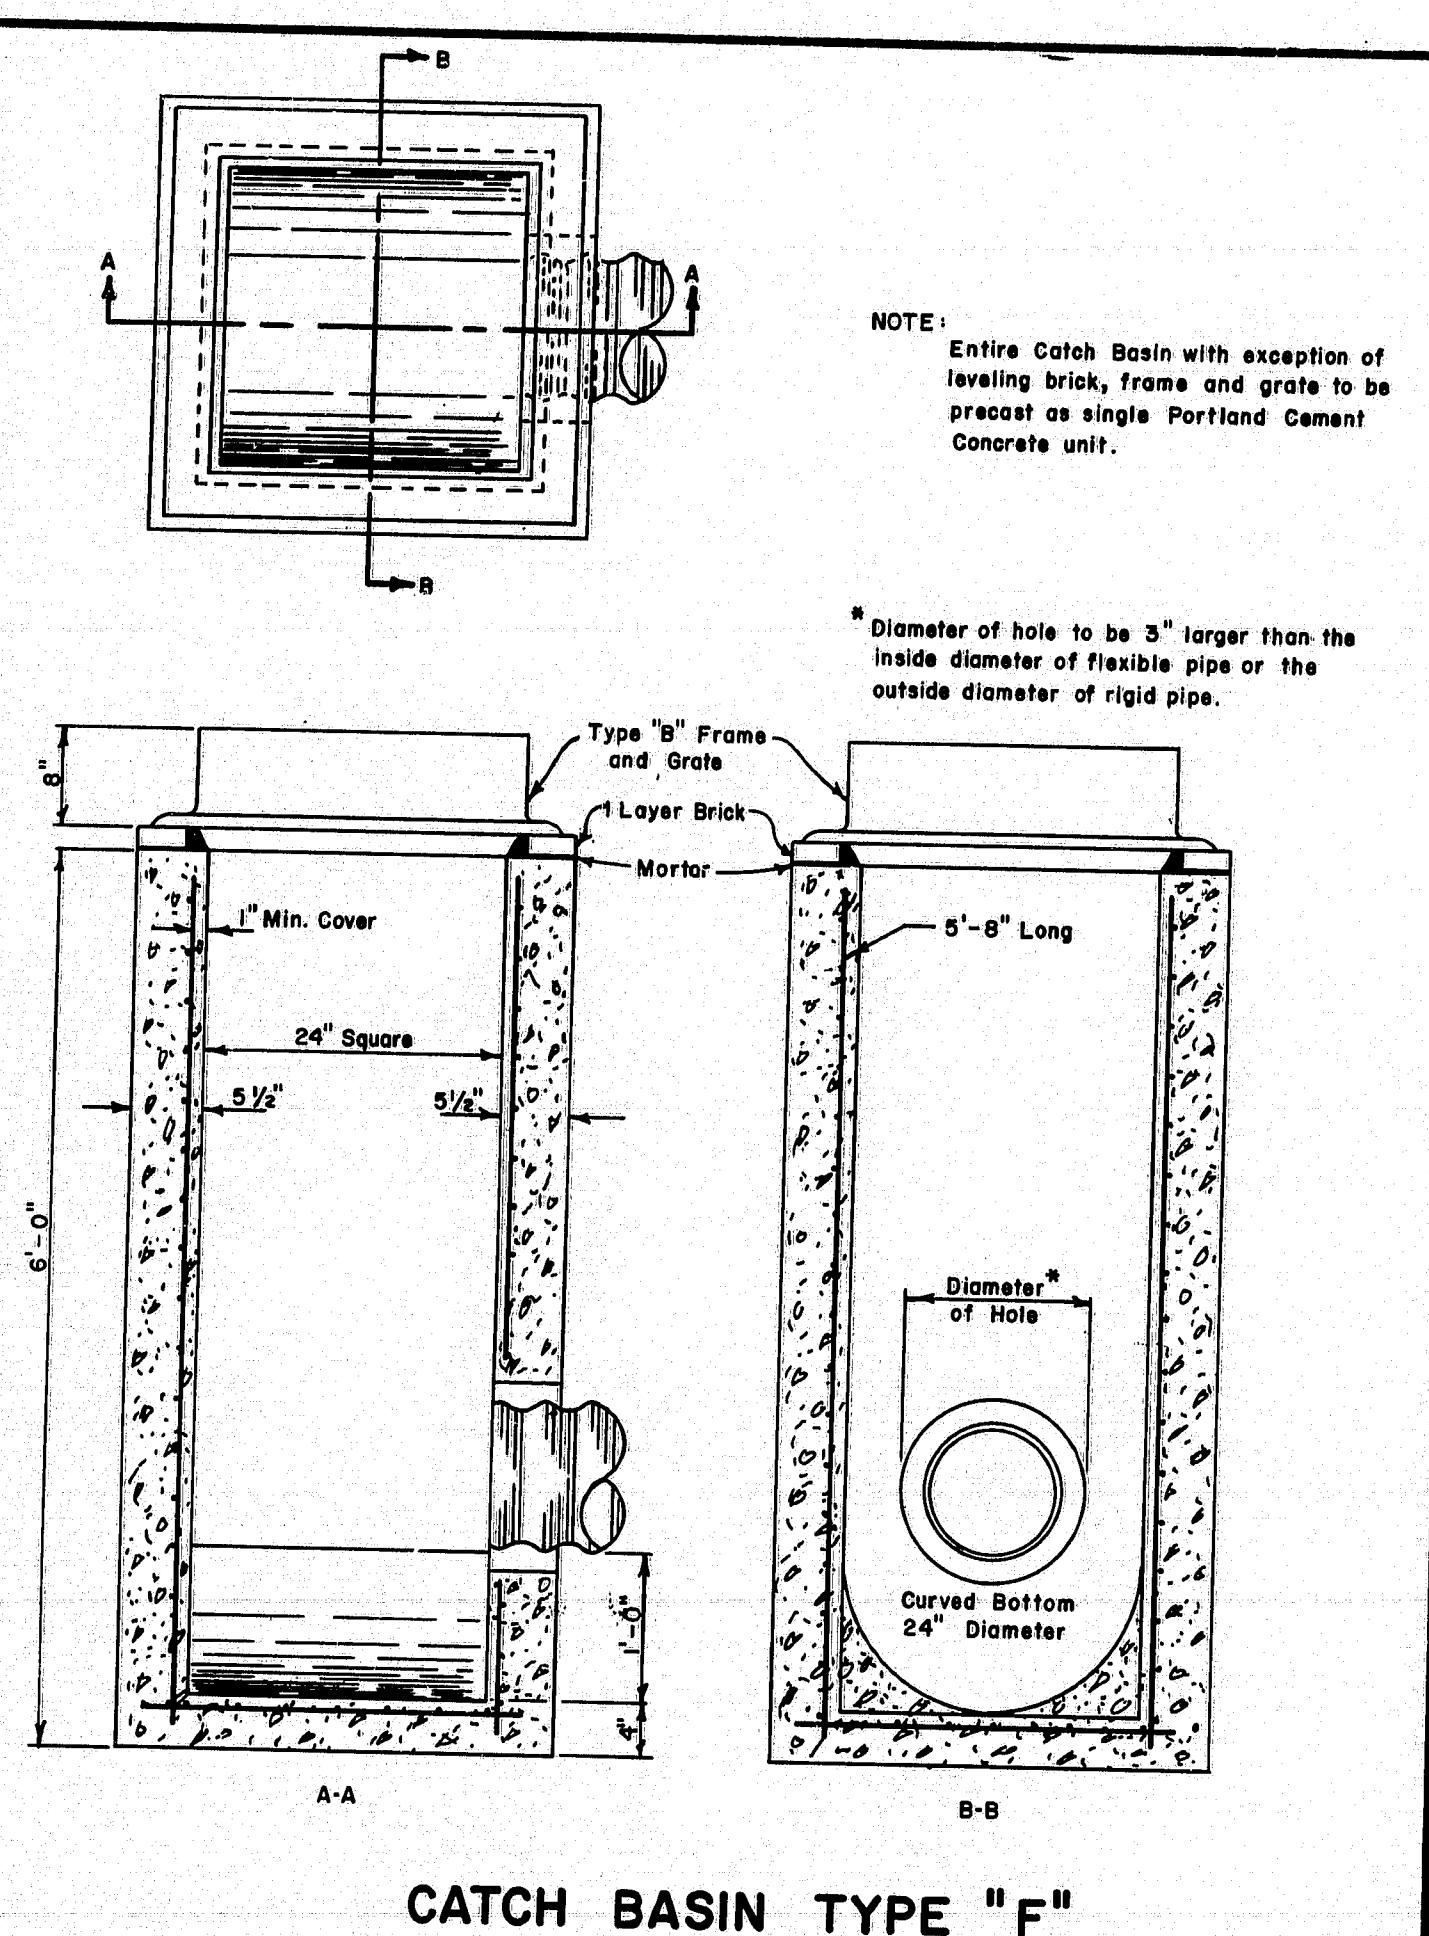 B
A
A
B
NOTE:
Entire Catch Basin with exception of
leveling brick, frame and grate to be
precast as single Portland Cement
Concrete unit.
* Diameter of hole to be 3" larger than the
inside diameter of flexible pipe or the
outside diameter of rigid pipe.
8"
Type "B" Frame
and Grate
1 Layer Brick
Mortar
1" Min. Cover
5'-8" Long
24" Square
5 1/2"
5 1/2"
6'-0"
Diameter*
of Hole
Curved Bottom
24" Diameter
1'-0"
4"
A-A
B-B
CATCH BASIN TYPE "F"